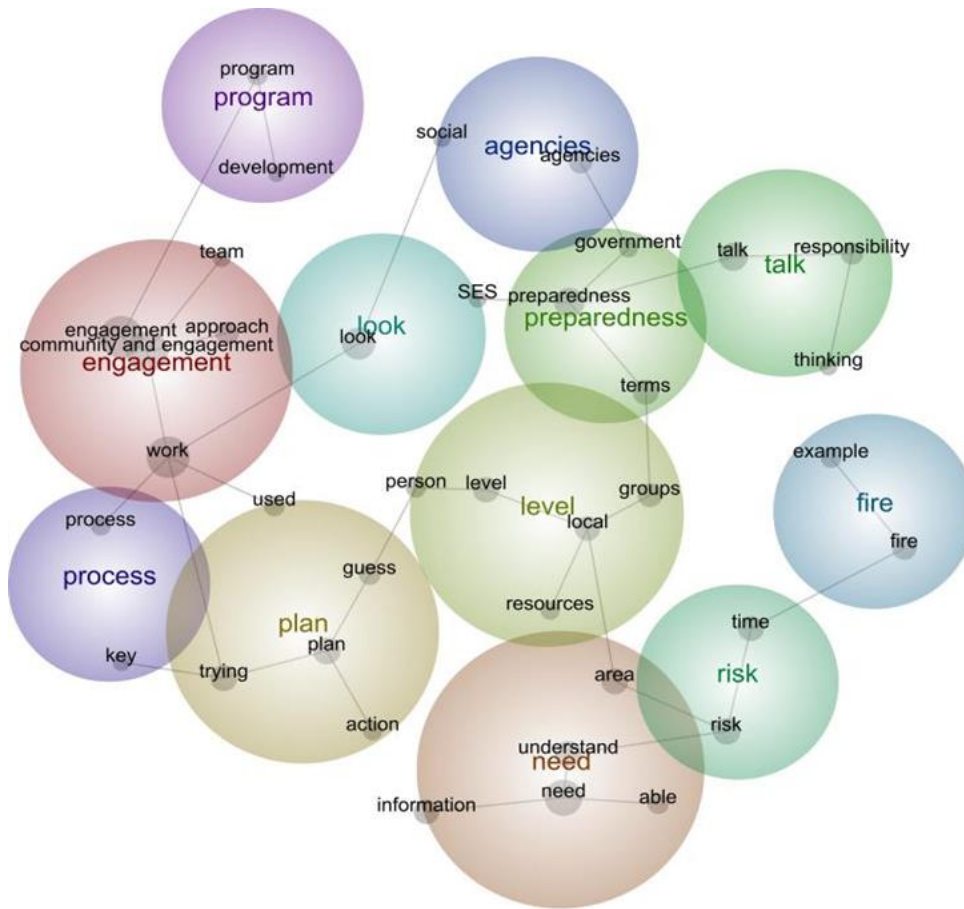 program
program
development
social
agencies
agencies
team
government
talk
responsibility
talk
thinking
SES
preparedness
preparedness
terms
look
look
engagement
approach
community and engagement
engagement
work
used
person
level
level
groups
local
example
fire
fire
process
process
guess
resources
plan
plan
key
trying
action
area
time
risk
risk
understand
need
need
information
able